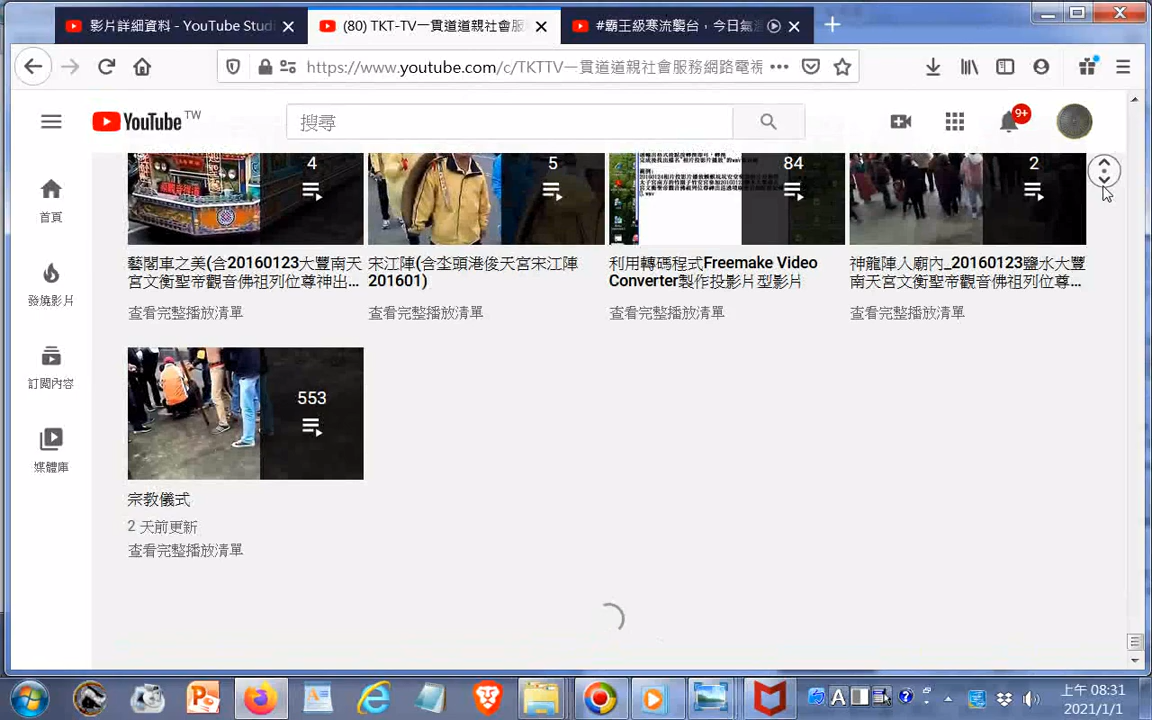 影片詳細資料 - YouTube Studi
(80) TKT-TV一貫道道親社會服
#霸王級寒流襲台，今日氣溫
https://www.youtube.com/c/TKTTV一貫道道親社會服務網路電視
YouTube TW
搜尋
9+
首頁
發燒影片
訂閱內容
媒體庫
4
5
84
2
藝閣車之美(含20160123大豐南天
宮文衡聖帝觀音佛祖列位尊神出...
查看完整播放清單
宋江陣(含坔頭港俊天宮宋江陣
201601)
查看完整播放清單
利用轉碼程式Freemake Video
Converter製作投影片型影片
查看完整播放清單
神龍陣入廟內_20160123鹽水大豐
南天宮文衡聖帝觀音佛祖列位尊...
查看完整播放清單
553
宗教儀式
2 天前更新
查看完整播放清單
上午 08:31
2021/1/1